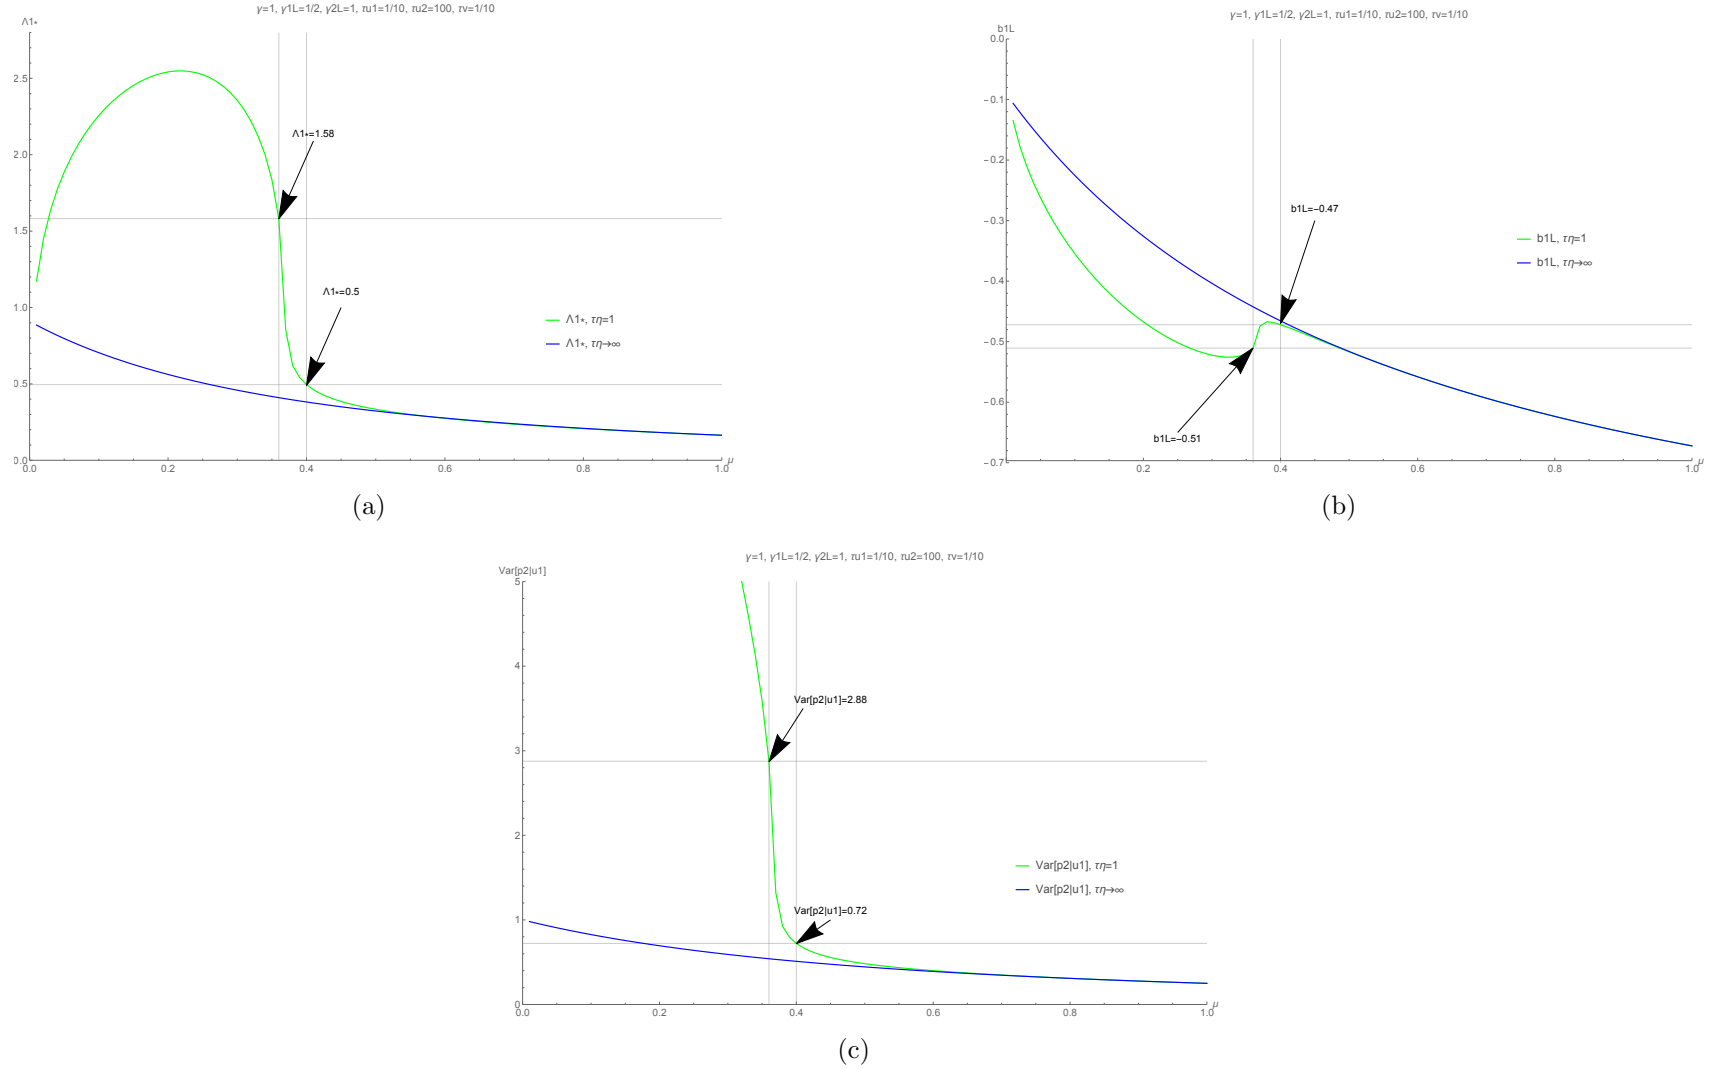 γ=1, γ1L=1/2, γ2L=1, τu1=1/10, τu2=100, τv=1/10
Λ1*
2.5
2.0
1.5
1.0
0.5
0.0
0.0 0.2 0.4 0.6 0.8 1.0 μ
Λ1*=1.58
Λ1*=0.5
Λ1*, τη=1
Λ1*, τη→∞
(a)
γ=1, γ1L=1/2, γ2L=1, τu1=1/10, τu2=100, τv=1/10
b1L
0.0
−0.1
−0.2
−0.3
−0.4
−0.5
−0.6
−0.7
0.2 0.4 0.6 0.8 1.0 μ
b1L=−0.47
b1L=−0.51
b1L, τη=1
b1L, τη→∞
(b)
γ=1, γ1L=1/2, γ2L=1, τu1=1/10, τu2=100, τv=1/10
Var[p2|u1]
5
4
3
2
1
0
0.0 0.2 0.4 0.6 0.8 1.0 μ
Var[p2|u1]=2.88
Var[p2|u1]=0.72
Var[p2|u1], τη=1
Var[p2|u1], τη→∞
(c)